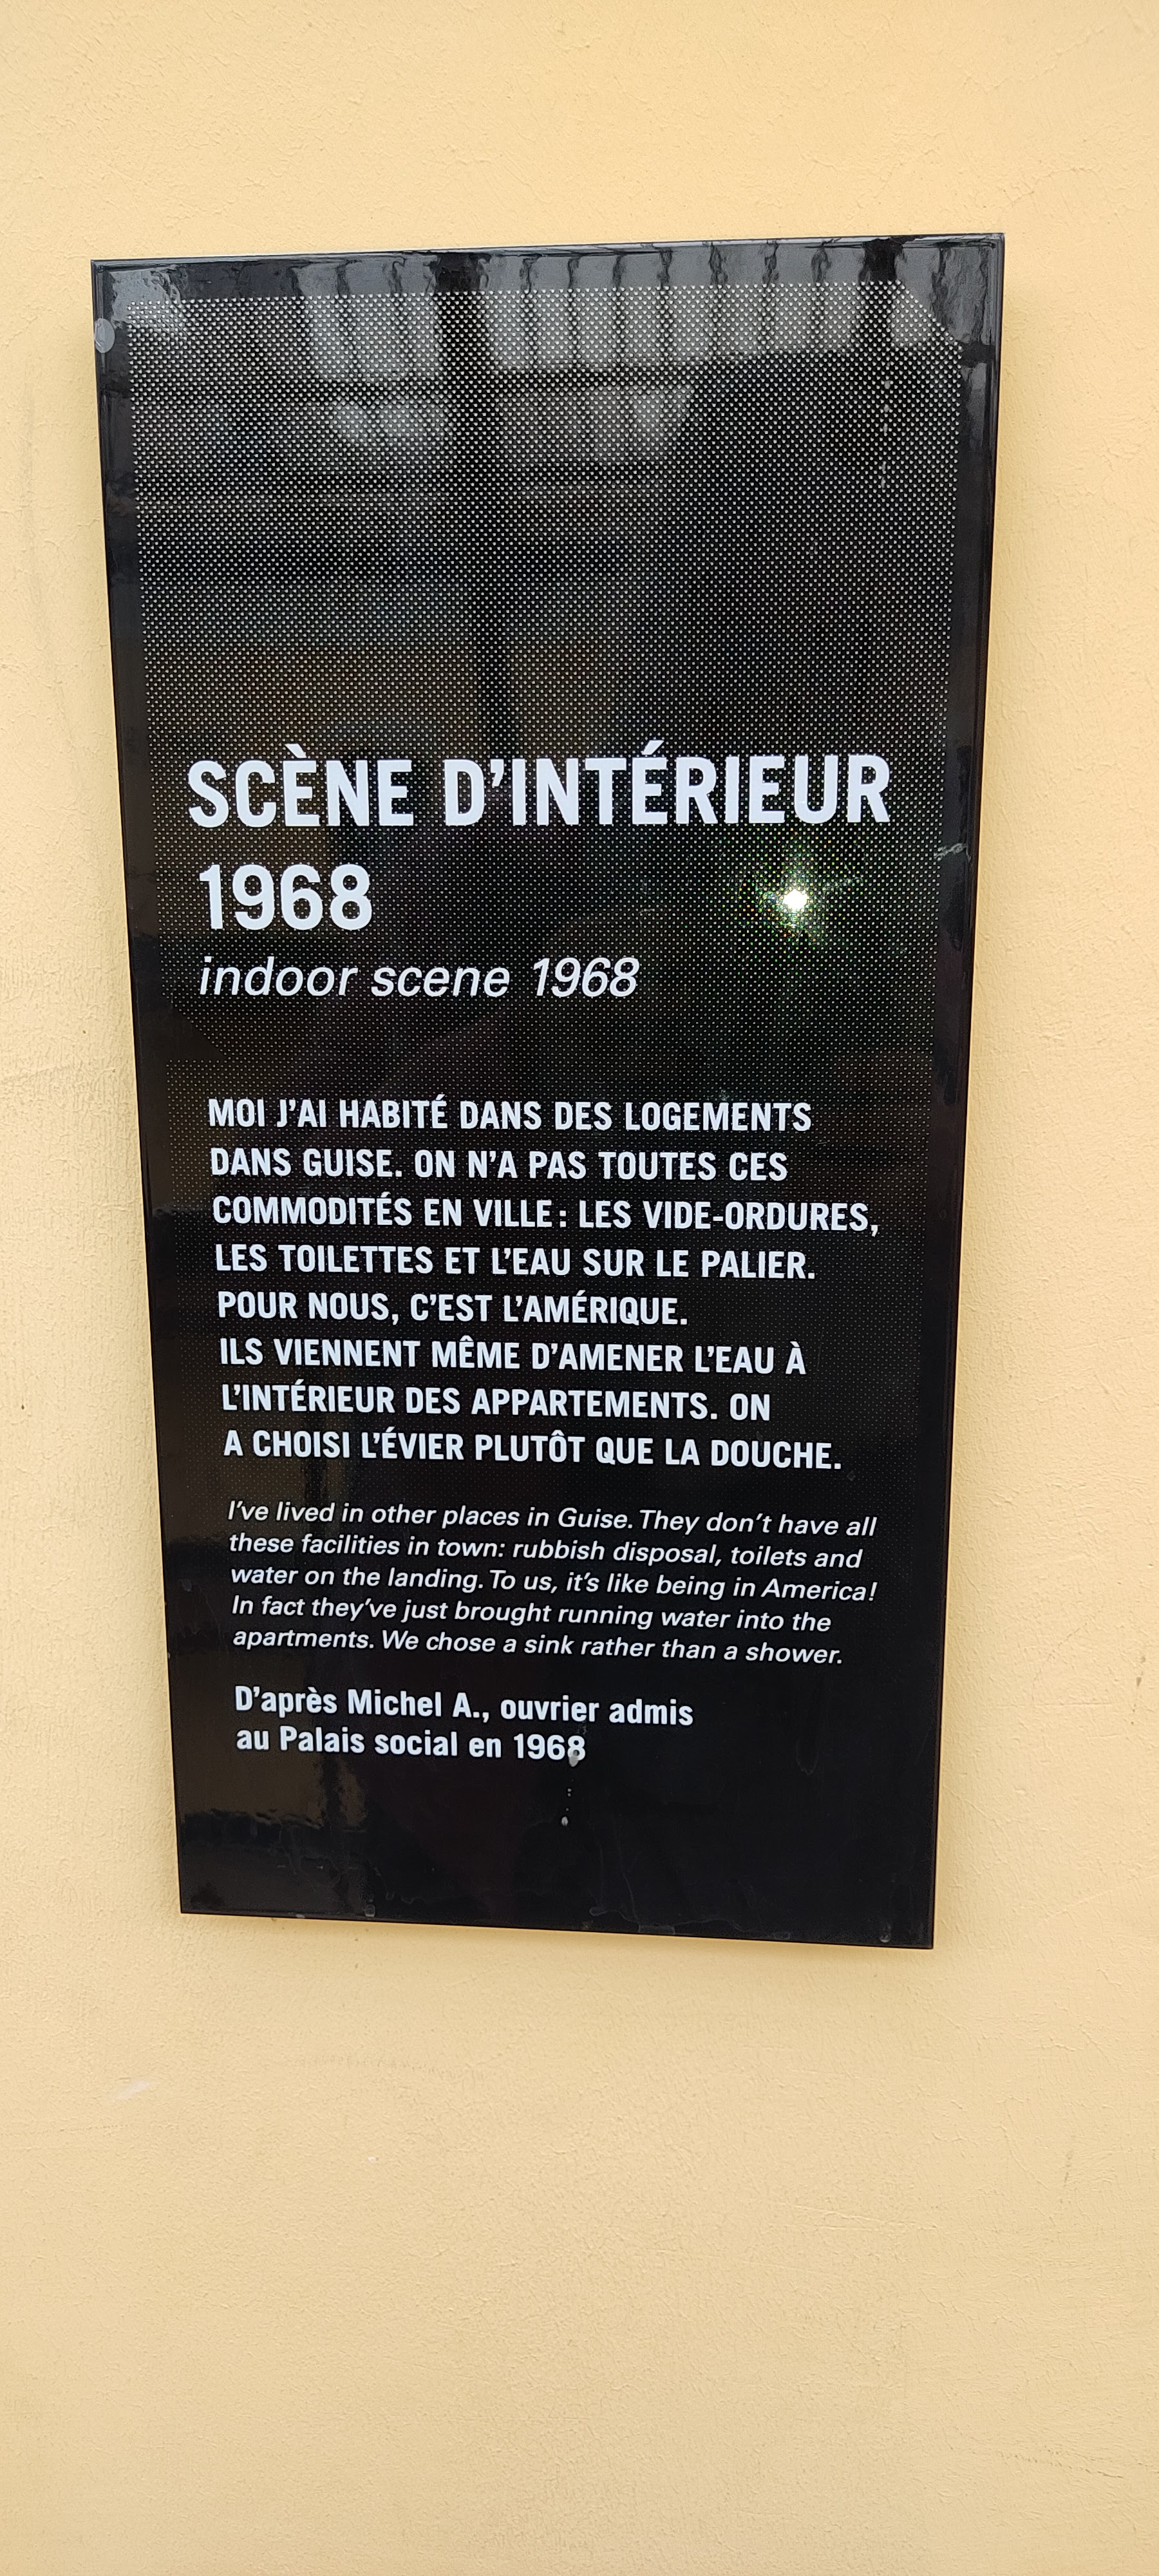 SCÈNE D'INTÉRIEUR
1968
indoor scene 1968
MOI J'AI HABITÉ DANS DES LOGEMENTS
DANS GUISE. ON N'A PAS TOUTES CES
COMMODITÉS EN VILLE : LES VIDE-ORDURES,
LES TOILETTES ET L'EAU SUR LE PALIER.
POUR NOUS, C'EST L'AMÉRIQUE.
ILS VIENNENT MÊME D'AMENER L'EAU À
L'INTÉRIEUR DES APPARTEMENTS. ON
A CHOISI L'ÉVIER PLUTÔT QUE LA DOUCHE.
I've lived in other places in Guise. They don't have all
these facilities in town: rubbish disposal, toilets and
water on the landing. To us, it's like being in America!
In fact they've just brought running water into the
apartments. We chose a sink rather than a shower.
D'après Michel A., ouvrier admis
au Palais social en 1968